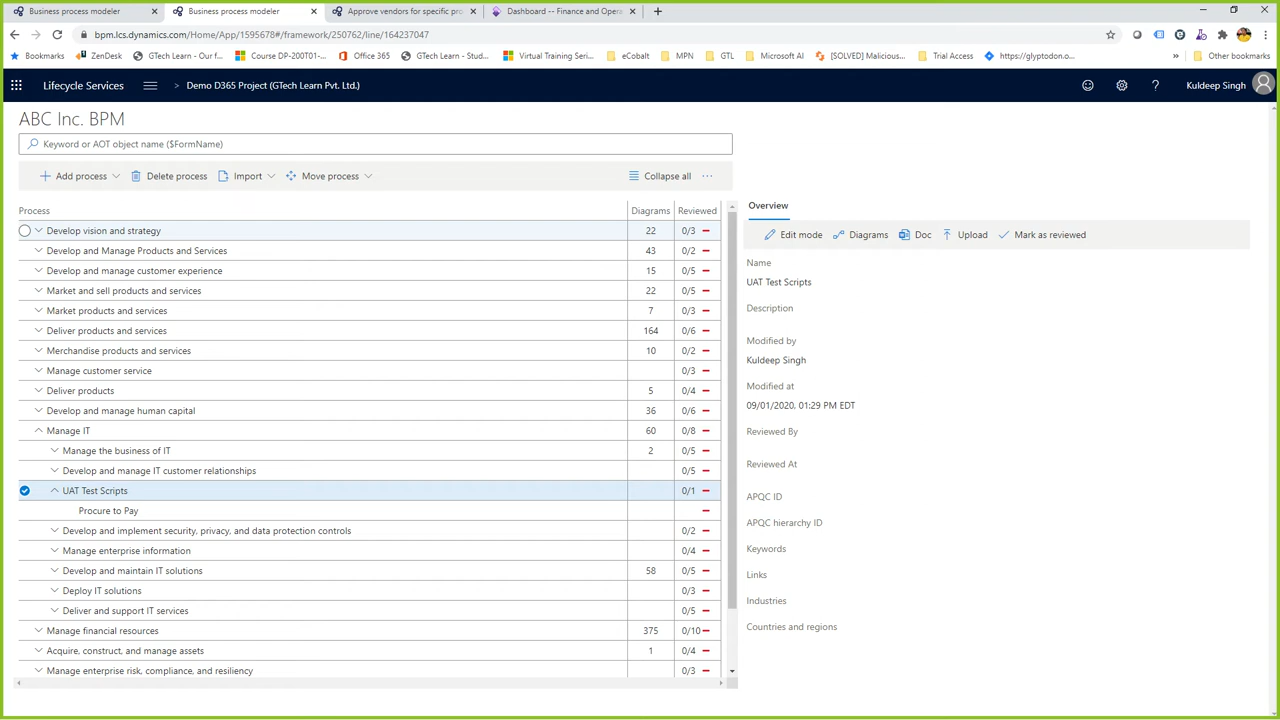 Business process modeler
Business process modeler
Approve vendors for specific pro
Dashboard -- Finance and Opera
bpm.lcs.dynamics.com/Home/App/1595678#/framework/250762/line/164237047
Bookmarks ZenDesk GTech Learn - Our f... Course DP-200T01-... Office 365 GTech Learn - Stud... Virtual Training Seri... eCobalt MPN GTL Microsoft AI [SOLVED] Malicious... Trial Access https://glyptodon.o... » Other bookmarks
Lifecycle Services > Demo D365 Project (GTech Learn Pvt. Ltd.) ? Kuldeep Singh
ABC Inc. BPM
Keyword or AOT object name ($FormName)
Add process Delete process Import Move process Collapse all ...
Process Diagrams Reviewed
Develop vision and strategy 22 0/3
Develop and Manage Products and Services 43 0/2
Develop and manage customer experience 15 0/5
Market and sell products and services 22 0/5
Market products and services 7 0/3
Deliver products and services 164 0/6
Merchandise products and services 10 0/2
Manage customer service 0/3
Deliver products 5 0/4
Develop and manage human capital 36 0/6
Manage IT 60 0/8
Manage the business of IT 2 0/5
Develop and manage IT customer relationships 0/5
UAT Test Scripts 0/1
Procure to Pay
Develop and implement security, privacy, and data protection controls 0/2
Manage enterprise information 0/4
Develop and maintain IT solutions 58 0/5
Deploy IT solutions 0/3
Deliver and support IT services 0/5
Manage financial resources 375 0/10
Acquire, construct, and manage assets 1 0/4
Manage enterprise risk, compliance, and resiliency 0/3
Overview
Edit mode Diagrams Doc Upload Mark as reviewed
Name
UAT Test Scripts
Description
Modified by
Kuldeep Singh
Modified at
09/01/2020, 01:29 PM EDT
Reviewed By
Reviewed At
APQC ID
APQC hierarchy ID
Keywords
Links
Industries
Countries and regions